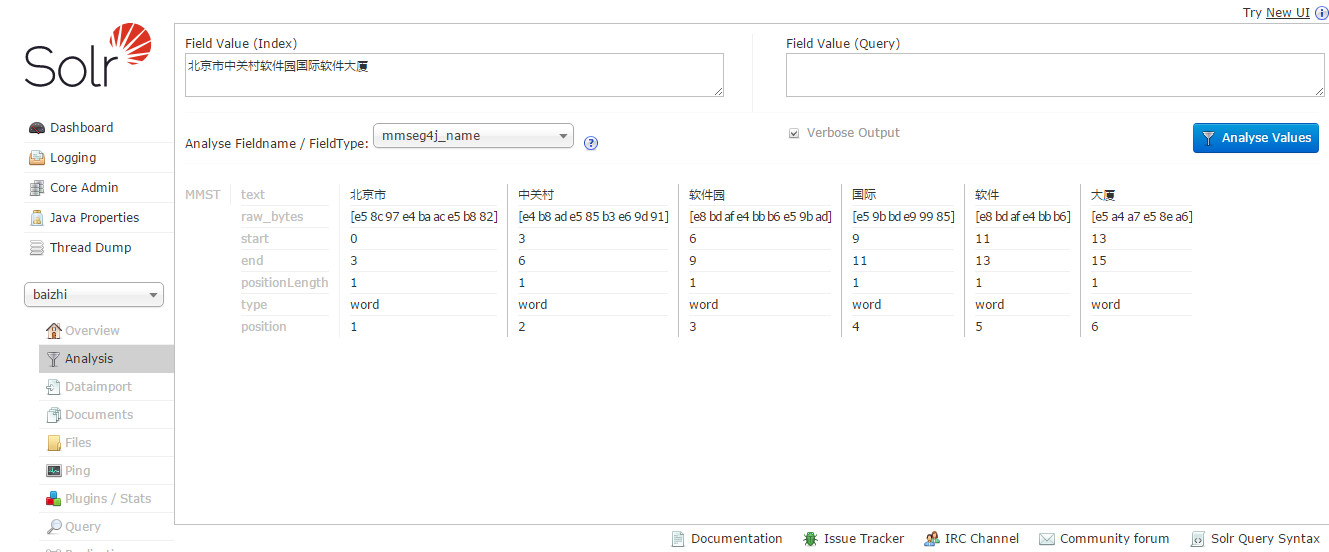 Try New UI
Solr
Field Value (Index)
Field Value (Query)
北京市中关村软件园国际软件大厦
Analyse Fieldname / FieldType: mmseg4j_name
Verbose Output
Analyse Values
Dashboard
Logging
Core Admin
Java Properties
Thread Dump
baizhi
Overview
Analysis
Dataimport
Documents
Files
Ping
Plugins / Stats
Query
MMST text 北京市 中关村 软件园 国际 软件 大厦
raw_bytes [e5 8c 97 e4 ba ac e5 b8 82] [e4 b8 ad e5 85 b3 e6 9d 91] [e8 bd af e4 bb b6 e5 9b ad] [e5 9b bd e9 99 85] [e8 bd af e4 bb b6] [e5 a4 a7 e5 8e a6]
start 0 3 6 9 11 13
end 3 6 9 11 13 15
positionLength 1 1 1 1 1 1
type word word word word word word
position 1 2 3 4 5 6
Documentation Issue Tracker IRC Channel Community forum Solr Query Syntax